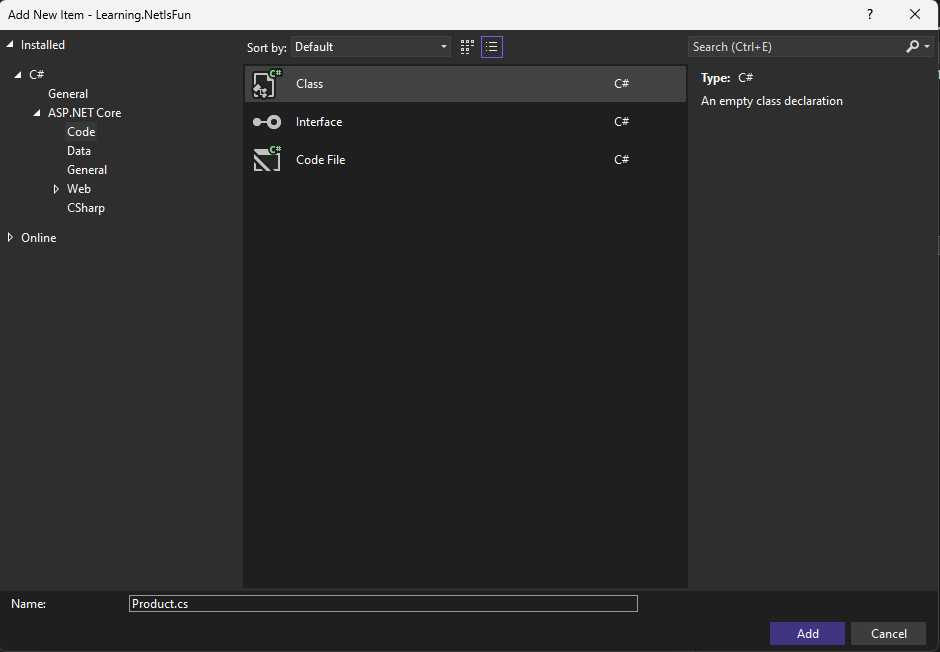 Add New Item - Learning.NetIsFun
?
Installed
C#
General
ASP.NET Core
Code
Data
General
Web
CSharp
Online
Sort by: Default
Class C#
Interface C#
Code File C#
Search (Ctrl+E)
Type: C#
An empty class declaration
Name: Product.cs
Add Cancel